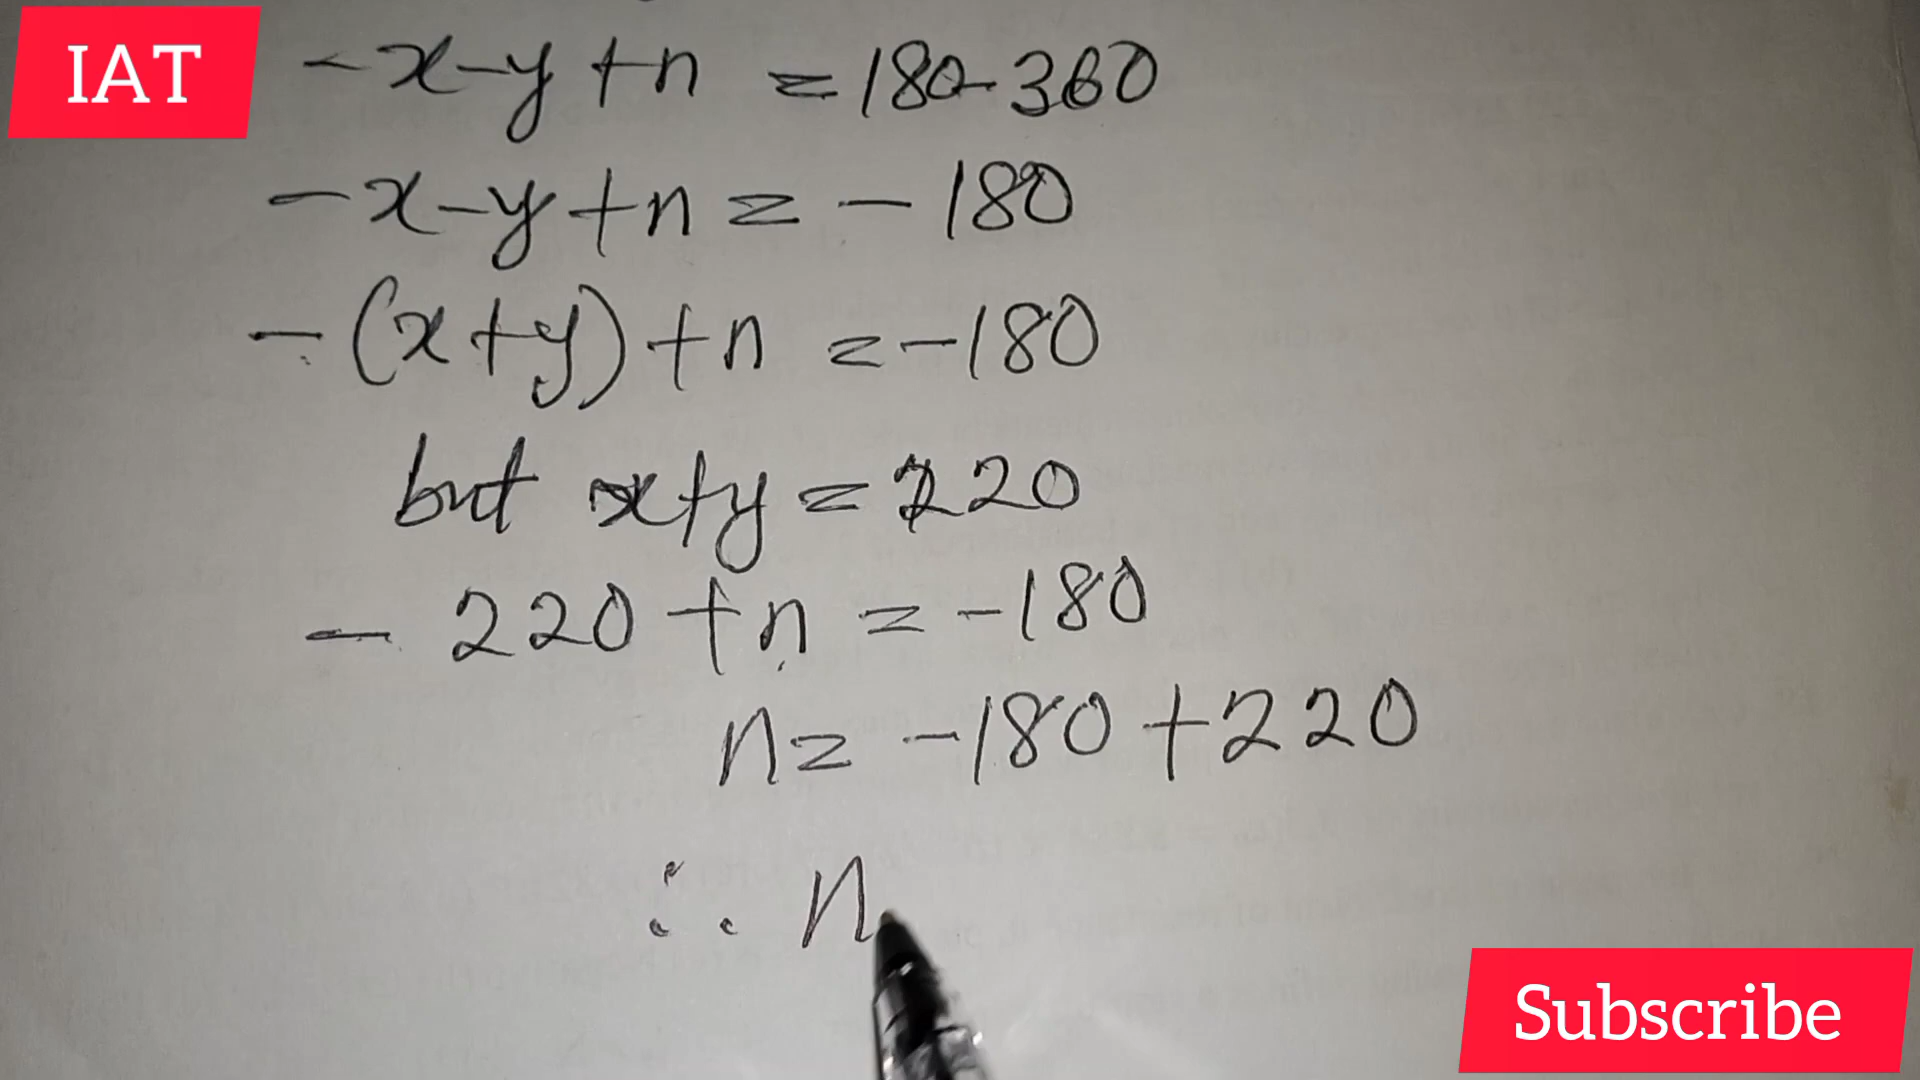 IAT
-x-y+n = 180-360
-x-y+n = -180
-(x+y)+n = -180
but x+y = 220
-220+n = -180
n = -180+220
∴ n
Subscribe